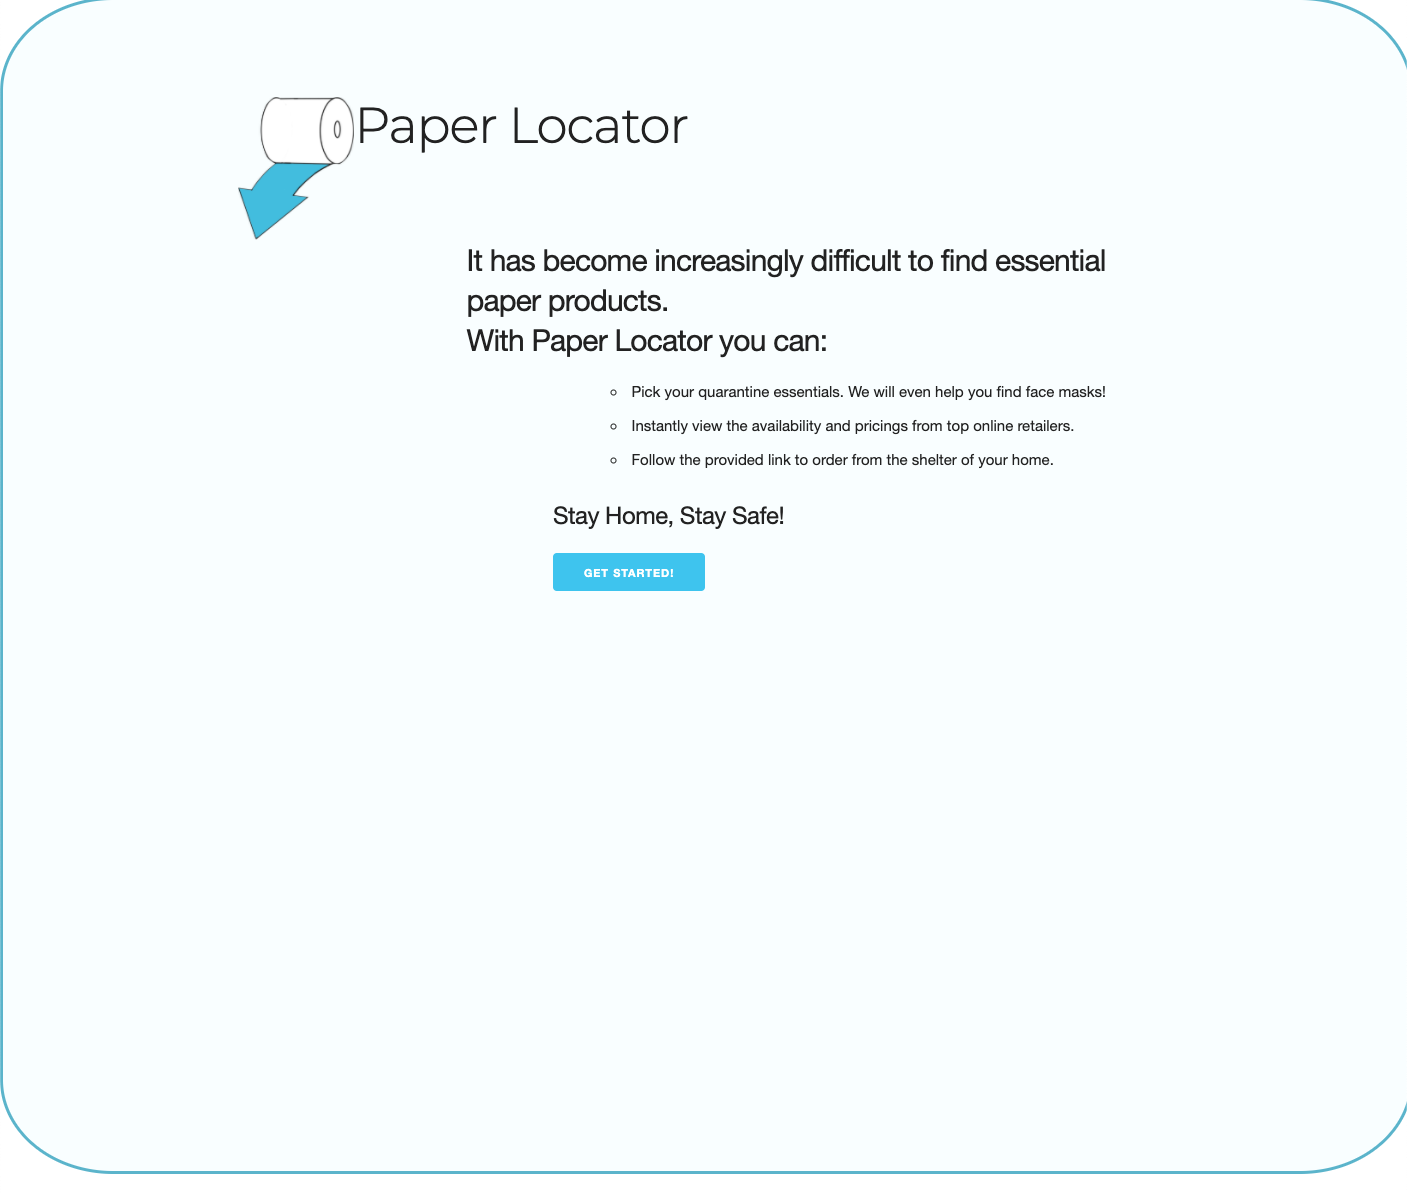 Paper Locator
It has become increasingly difficult to find essential
paper products.
With Paper Locator you can:
Pick your quarantine essentials. We will even help you find face masks!
Instantly view the availability and pricings from top online retailers.
Follow the provided link to order from the shelter of your home.
Stay Home, Stay Safe!
GET STARTED!